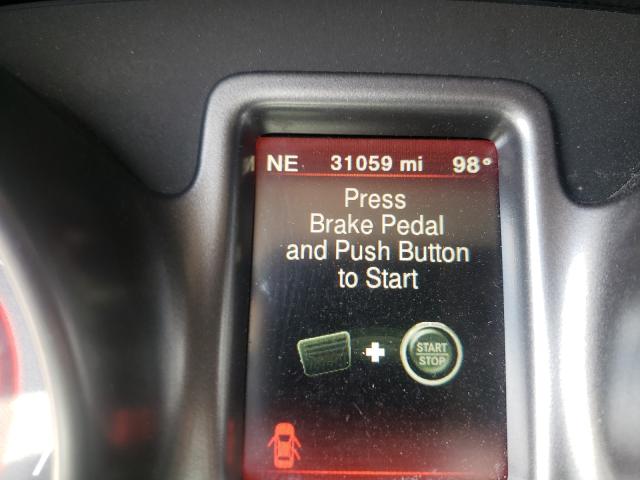 NE 31059 mi 98°
Press
Brake Pedal
and Push Button
to Start
START
STOP